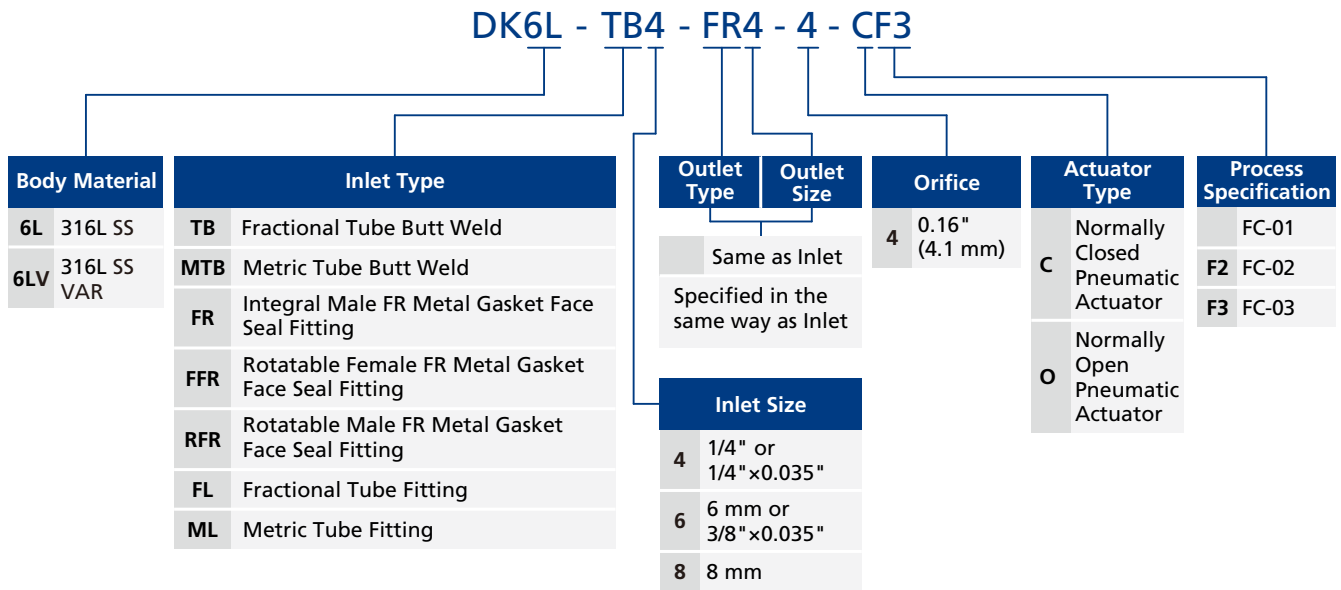 DK6L - TB4 - FR4 - 4 - CF3
Body Material
6L 316L SS
6LV 316L SS
VAR
Inlet Type
TB Fractional Tube Butt Weld
MTB Metric Tube Butt Weld
FR Integral Male FR Metal Gasket Face
Seal Fitting
FFR Rotatable Female FR Metal Gasket
Face Seal Fitting
RFR Rotatable Male FR Metal Gasket
Face Seal Fitting
FL Fractional Tube Fitting
ML Metric Tube Fitting
Outlet
Type
Outlet
Size
Same as Inlet
Specified in the
same way as Inlet
Inlet Size
4 1/4" or
1/4"×0.035"
6 6 mm or
3/8"×0.035"
8 8 mm
Orifice
4 0.16"
(4.1 mm)
Actuator
Type
C Normally
Closed
Pneumatic
Actuator
O Normally
Open
Pneumatic
Actuator
Process
Specification
FC-01
F2 FC-02
F3 FC-03